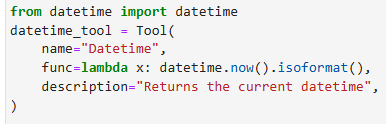 from datetime import datetime
datetime_tool = Tool(
    name="Datetime",
    func=lambda x: datetime.now().isoformat(),
    description="Returns the current datetime",
)